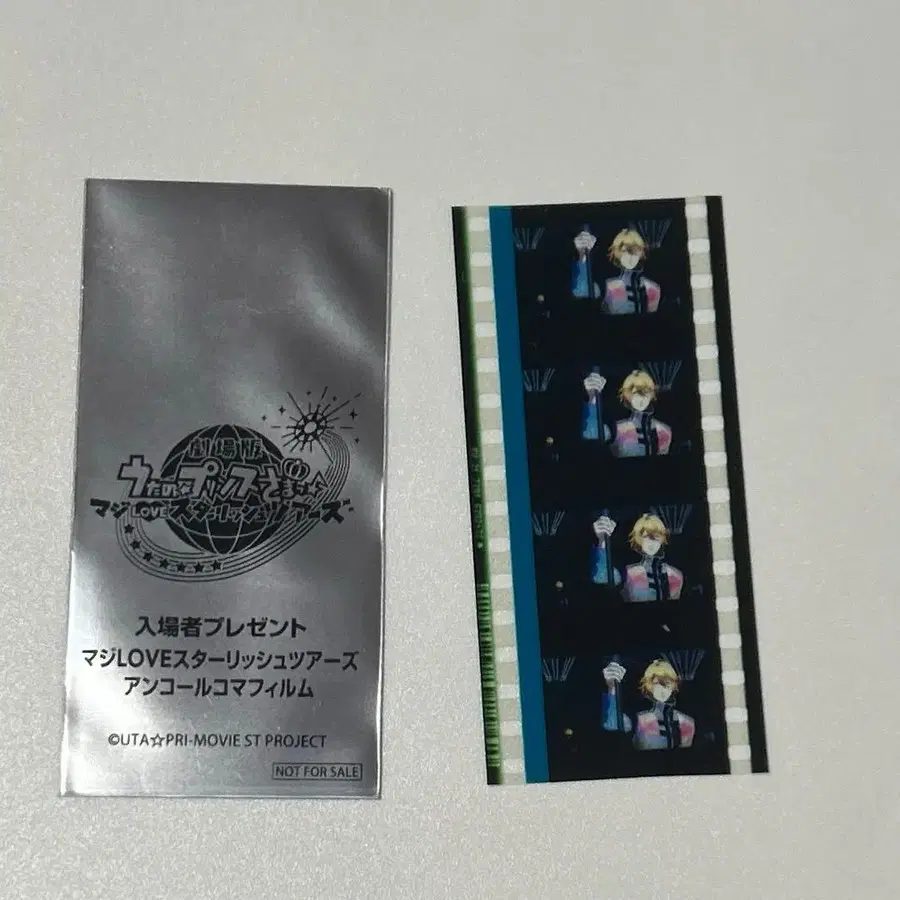 劇場版
うたの☆プリンスさまっ♪
マジLOVEスターリッシュツアーズ
入場者プレゼント
マジLOVEスターリッシュツアーズ
アンコールコマフィルム
©UTA☆PRI-MOVIE ST PROJECT
NOT FOR SALE